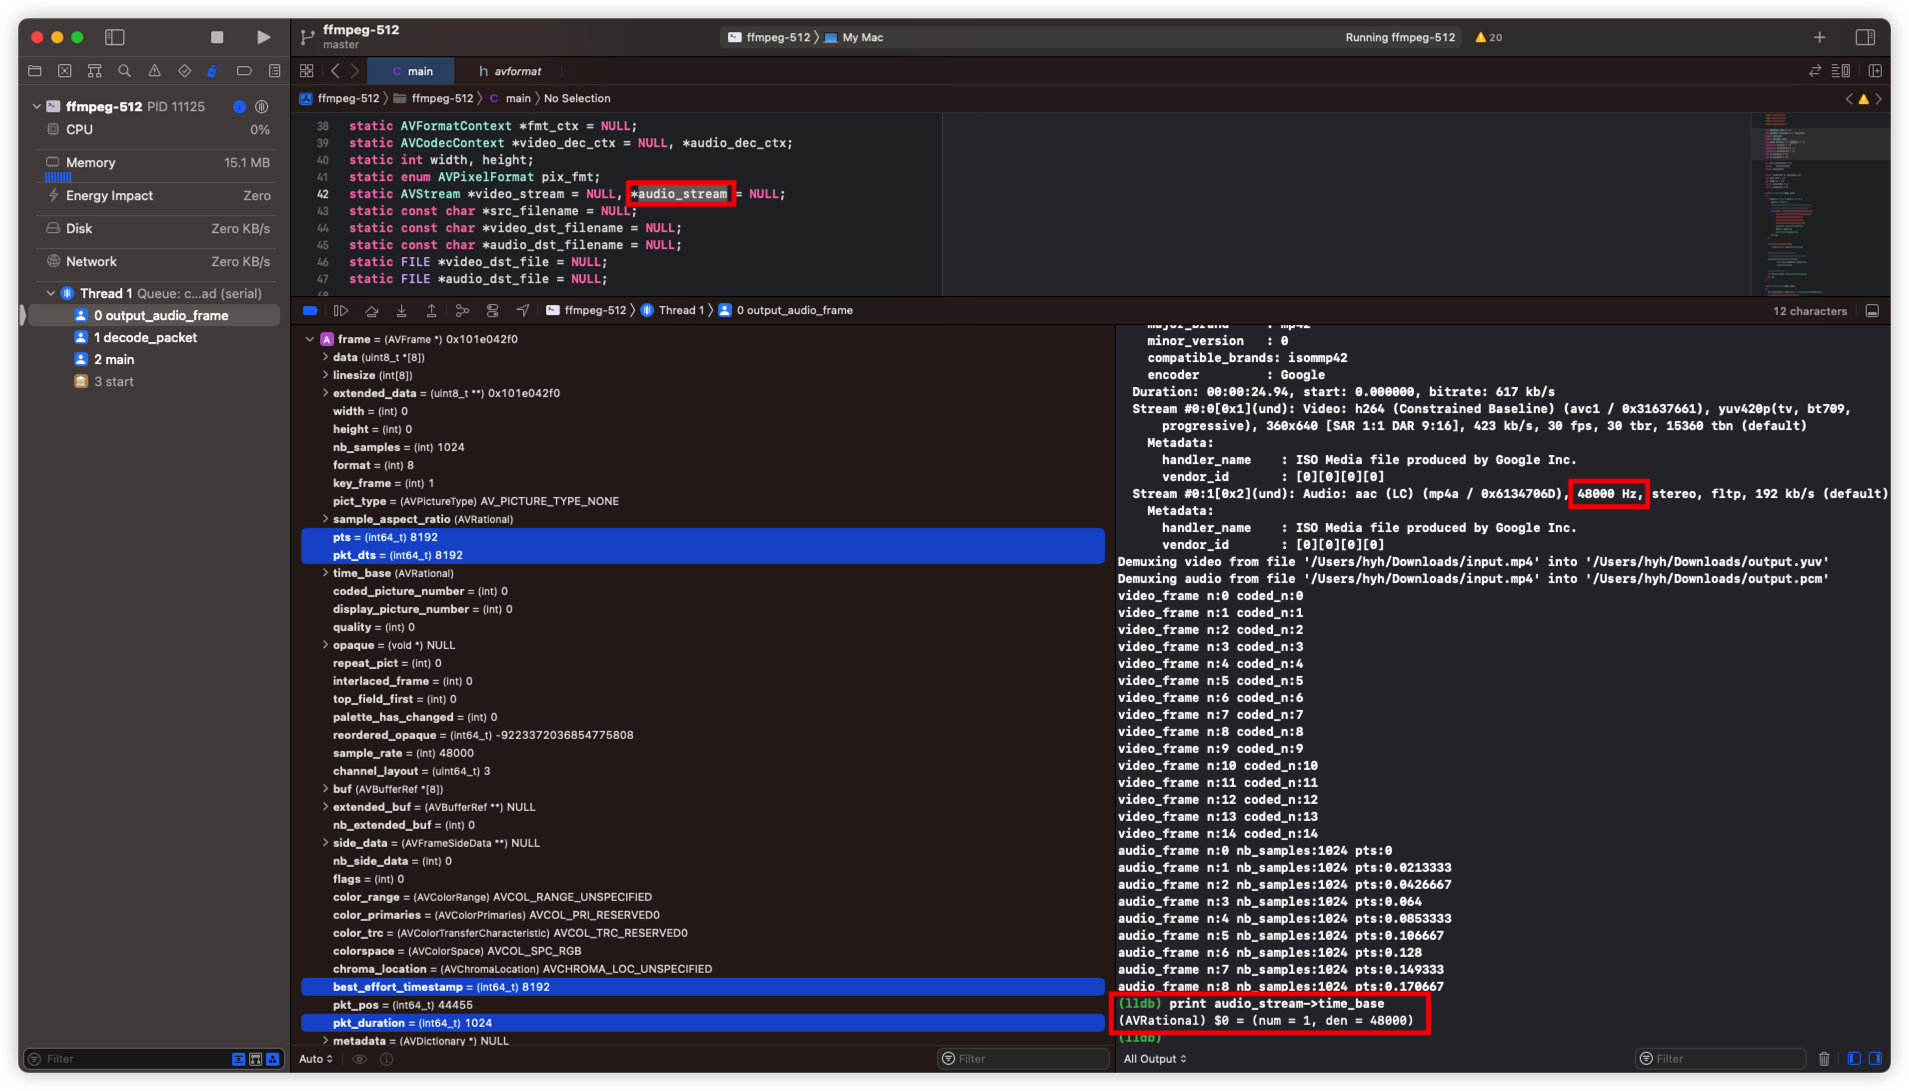 ffmpeg-512
master
ffmpeg-512 〉 My Mac
Running ffmpeg-512
20
C main
h avformat
ffmpeg-512 〉 ffmpeg-512 〉 C main 〉 No Selection
ffmpeg-512 PID 11125
CPU 0%
Memory 15.1 MB
Energy Impact Zero
Disk Zero KB/s
Network Zero KB/s
Thread 1 Queue: c...ad (serial)
0 output_audio_frame
1 decode_packet
2 main
3 start
Filter
38 static AVFormatContext *fmt_ctx = NULL;
39 static AVCodecContext *video_dec_ctx = NULL, *audio_dec_ctx;
40 static int width, height;
41 static enum AVPixelFormat pix_fmt;
42 static AVStream *video_stream = NULL, *audio_stream = NULL;
43 static const char *src_filename = NULL;
44 static const char *video_dst_filename = NULL;
45 static const char *audio_dst_filename = NULL;
46 static FILE *video_dst_file = NULL;
47 static FILE *audio_dst_file = NULL;
48
ffmpeg-512 〉 Thread 1 〉 0 output_audio_frame
12 characters
A frame = (AVFrame *) 0x101e042f0
data (uint8_t *[8])
linesize (int[8])
extended_data = (uint8_t **) 0x101e042f0
width = (int) 0
height = (int) 0
nb_samples = (int) 1024
format = (int) 8
key_frame = (int) 1
pict_type = (AVPictureType) AV_PICTURE_TYPE_NONE
sample_aspect_ratio (AVRational)
pts = (int64_t) 8192
pkt_dts = (int64_t) 8192
time_base (AVRational)
coded_picture_number = (int) 0
display_picture_number = (int) 0
quality = (int) 0
opaque = (void *) NULL
repeat_pict = (int) 0
interlaced_frame = (int) 0
top_field_first = (int) 0
palette_has_changed = (int) 0
reordered_opaque = (int64_t) -9223372036854775808
sample_rate = (int) 48000
channel_layout = (uint64_t) 3
buf (AVBufferRef *[8])
extended_buf = (AVBufferRef **) NULL
nb_extended_buf = (int) 0
side_data = (AVFrameSideData **) NULL
nb_side_data = (int) 0
flags = (int) 0
color_range = (AVColorRange) AVCOL_RANGE_UNSPECIFIED
color_primaries = (AVColorPrimaries) AVCOL_PRI_RESERVED0
color_trc = (AVColorTransferCharacteristic) AVCOL_TRC_RESERVED0
colorspace = (AVColorSpace) AVCOL_SPC_RGB
chroma_location = (AVChromaLocation) AVCHROMA_LOC_UNSPECIFIED
best_effort_timestamp = (int64_t) 8192
pkt_pos = (int64_t) 44455
pkt_duration = (int64_t) 1024
metadata = (AVDictionary *) NULL
Auto
Filter
major_brand : mp42
minor_version : 0
compatible_brands: isommp42
encoder : Google
Duration: 00:00:24.94, start: 0.000000, bitrate: 617 kb/s
Stream #0:0[0x1](und): Video: h264 (Constrained Baseline) (avc1 / 0x31637661), yuv420p(tv, bt709,
progressive), 360x640 [SAR 1:1 DAR 9:16], 423 kb/s, 30 fps, 30 tbr, 15360 tbn (default)
Metadata:
handler_name : ISO Media file produced by Google Inc.
vendor_id : [0][0][0][0]
Stream #0:1[0x2](und): Audio: aac (LC) (mp4a / 0x6134706D), 48000 Hz, stereo, fltp, 192 kb/s (default)
Metadata:
handler_name : ISO Media file produced by Google Inc.
vendor_id : [0][0][0][0]
Demuxing video from file '/Users/hyh/Downloads/input.mp4' into '/Users/hyh/Downloads/output.yuv'
Demuxing audio from file '/Users/hyh/Downloads/input.mp4' into '/Users/hyh/Downloads/output.pcm'
video_frame n:0 coded_n:0
video_frame n:1 coded_n:1
video_frame n:2 coded_n:2
video_frame n:3 coded_n:3
video_frame n:4 coded_n:4
video_frame n:5 coded_n:5
video_frame n:6 coded_n:6
video_frame n:7 coded_n:7
video_frame n:8 coded_n:8
video_frame n:9 coded_n:9
video_frame n:10 coded_n:10
video_frame n:11 coded_n:11
video_frame n:12 coded_n:12
video_frame n:13 coded_n:13
video_frame n:14 coded_n:14
audio_frame n:0 nb_samples:1024 pts:0
audio_frame n:1 nb_samples:1024 pts:0.0213333
audio_frame n:2 nb_samples:1024 pts:0.0426667
audio_frame n:3 nb_samples:1024 pts:0.064
audio_frame n:4 nb_samples:1024 pts:0.0853333
audio_frame n:5 nb_samples:1024 pts:0.106667
audio_frame n:6 nb_samples:1024 pts:0.128
audio_frame n:7 nb_samples:1024 pts:0.149333
audio_frame n:8 nb_samples:1024 pts:0.170667
(lldb) print audio_stream->time_base
(AVRational) $0 = (num = 1, den = 48000)
(lldb)
All Output
Filter